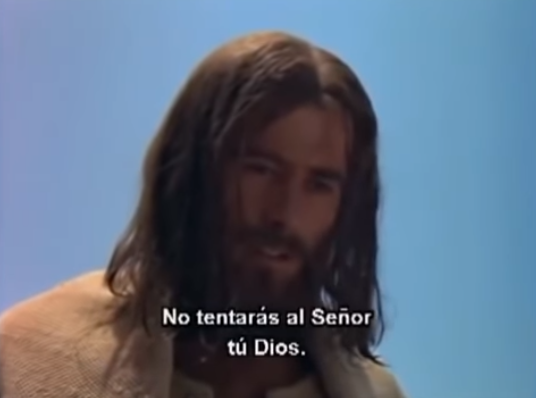 No tentarás al Señor
tú Dios.